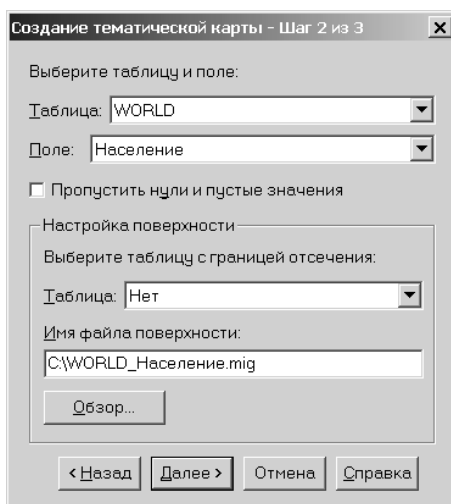 Создание тематической карты - Шаг 2 из 3
Выберите таблицу и поле:
Таблица: WORLD
Поле: Население
Пропустить нули и пустые значения
Настройка поверхности
Выберите таблицу с границей отсечения:
Таблица: Нет
Имя файла поверхности:
C:\WORLD_Население.mig
Обзор...
< Назад Далее > Отмена Справка